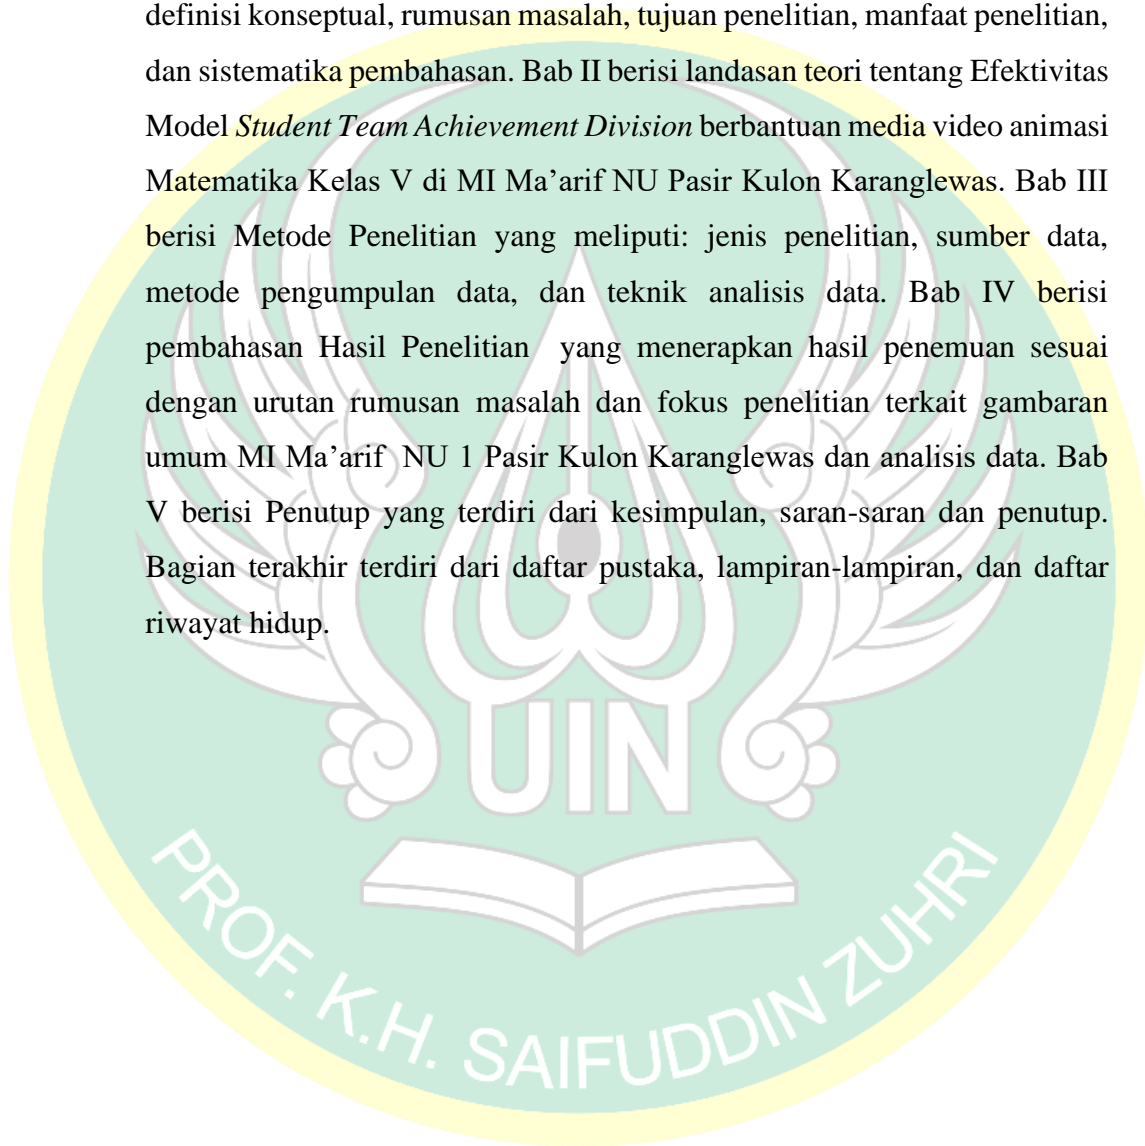 definisi konseptual, rumusan masalah, tujuan penelitian, manfaat penelitian,
dan sistematika pembahasan. Bab II berisi landasan teori tentang Efektivitas
Model Student Team Achievement Division berbantuan media video animasi
Matematika Kelas V di MI Ma’arif NU Pasir Kulon Karanglewas. Bab III
berisi Metode Penelitian yang meliputi: jenis penelitian, sumber data,
metode pengumpulan data, dan teknik analisis data. Bab IV berisi
pembahasan Hasil Penelitian yang menerapkan hasil penemuan sesuai
dengan urutan rumusan masalah dan fokus penelitian terkait gambaran
umum MI Ma’arif NU 1 Pasir Kulon Karanglewas dan analisis data. Bab
V berisi Penutup yang terdiri dari kesimpulan, saran-saran dan penutup.
Bagian terakhir terdiri dari daftar pustaka, lampiran-lampiran, dan daftar
riwayat hidup.
UIN
PROF. K.H. SAIFUDDIN ZUHRI